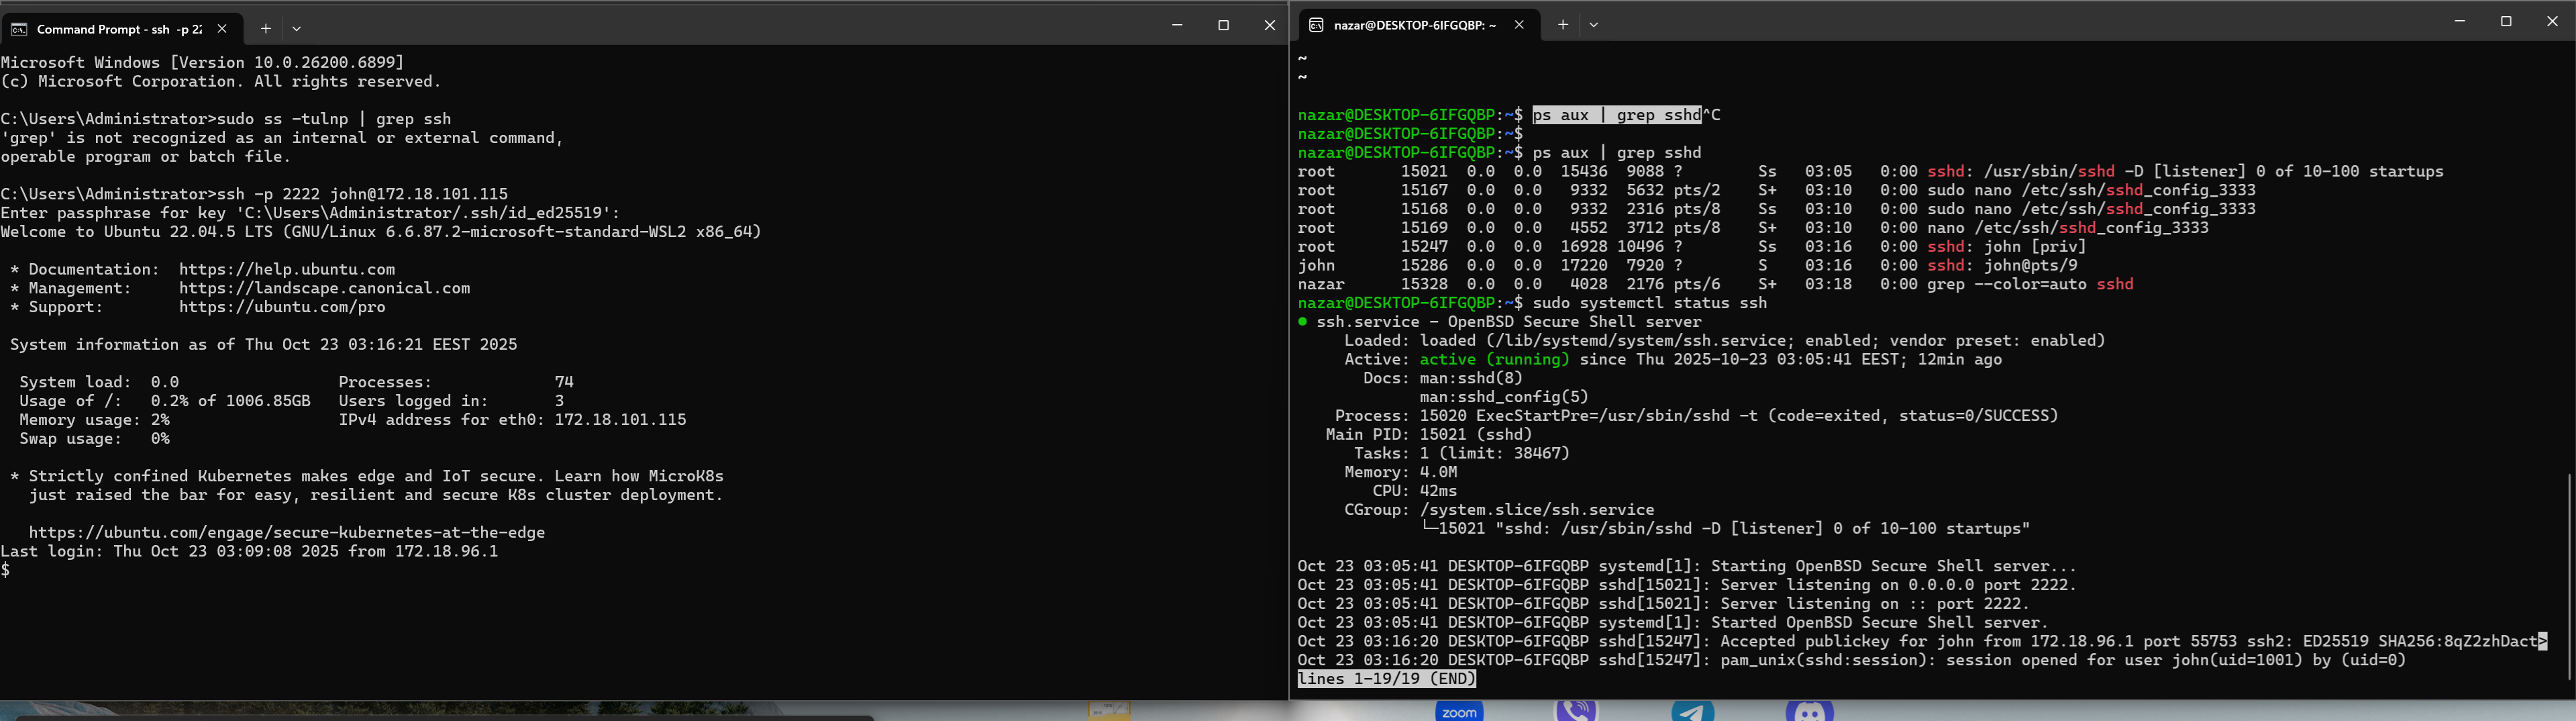 Command Prompt - ssh  -p 22
Microsoft Windows [Version 10.0.26200.6899]
(c) Microsoft Corporation. All rights reserved.
C:\Users\Administrator>sudo ss -tulnp | grep ssh
'grep' is not recognized as an internal or external command,
operable program or batch file.
C:\Users\Administrator>ssh -p 2222 john@172.18.101.115
Enter passphrase for key 'C:\Users\Administrator/.ssh/id_ed25519':
Welcome to Ubuntu 22.04.5 LTS (GNU/Linux 6.6.87.2-microsoft-standard-WSL2 x86_64)
* Documentation:  https://help.ubuntu.com
* Management:     https://landscape.canonical.com
* Support:        https://ubuntu.com/pro
System information as of Thu Oct 23 03:16:21 EEST 2025
System load:  0.0                 Processes:             74
Usage of /:   0.2% of 1006.85GB   Users logged in:       3
Memory usage: 2%                  IPv4 address for eth0: 172.18.101.115
Swap usage:   0%
* Strictly confined Kubernetes makes edge and IoT secure. Learn how MicroK8s
just raised the bar for easy, resilient and secure K8s cluster deployment.
https://ubuntu.com/engage/secure-kubernetes-at-the-edge
Last login: Thu Oct 23 03:09:08 2025 from 172.18.96.1
$
nazar@DESKTOP-6IFGQBP: ~
~
~
nazar@DESKTOP-6IFGQBP:~$ ps aux | grep sshd^C
nazar@DESKTOP-6IFGQBP:~$
nazar@DESKTOP-6IFGQBP:~$ ps aux | grep sshd
root       15021  0.0  0.0  15436  9088 ?        Ss   03:05   0:00 sshd: /usr/sbin/sshd -D [listener] 0 of 10-100 startups
root       15167  0.0  0.0   9332  5632 pts/2    S+   03:10   0:00 sudo nano /etc/ssh/sshd_config_3333
root       15168  0.0  0.0   9332  2316 pts/8    Ss   03:10   0:00 sudo nano /etc/ssh/sshd_config_3333
root       15169  0.0  0.0   4552  3712 pts/8    S+   03:10   0:00 nano /etc/ssh/sshd_config_3333
root       15247  0.0  0.0  16928 10496 ?        Ss   03:16   0:00 sshd: john [priv]
john       15286  0.0  0.0  17220  7920 ?        S    03:16   0:00 sshd: john@pts/9
nazar      15328  0.0  0.0   4028  2176 pts/6    S+   03:18   0:00 grep --color=auto sshd
nazar@DESKTOP-6IFGQBP:~$ sudo systemctl status ssh
● ssh.service - OpenBSD Secure Shell server
Loaded: loaded (/lib/systemd/system/ssh.service; enabled; vendor preset: enabled)
Active: active (running) since Thu 2025-10-23 03:05:41 EEST; 12min ago
Docs: man:sshd(8)
man:sshd_config(5)
Process: 15020 ExecStartPre=/usr/sbin/sshd -t (code=exited, status=0/SUCCESS)
Main PID: 15021 (sshd)
Tasks: 1 (limit: 38467)
Memory: 4.0M
CPU: 42ms
CGroup: /system.slice/ssh.service
└─15021 "sshd: /usr/sbin/sshd -D [listener] 0 of 10-100 startups"
Oct 23 03:05:41 DESKTOP-6IFGQBP systemd[1]: Starting OpenBSD Secure Shell server...
Oct 23 03:05:41 DESKTOP-6IFGQBP sshd[15021]: Server listening on 0.0.0.0 port 2222.
Oct 23 03:05:41 DESKTOP-6IFGQBP sshd[15021]: Server listening on :: port 2222.
Oct 23 03:05:41 DESKTOP-6IFGQBP systemd[1]: Started OpenBSD Secure Shell server.
Oct 23 03:16:20 DESKTOP-6IFGQBP sshd[15247]: Accepted publickey for john from 172.18.96.1 port 55753 ssh2: ED25519 SHA256:8qZ2zhDact>
Oct 23 03:16:20 DESKTOP-6IFGQBP sshd[15247]: pam_unix(sshd:session): session opened for user john(uid=1001) by (uid=0)
lines 1-19/19 (END)
zoom